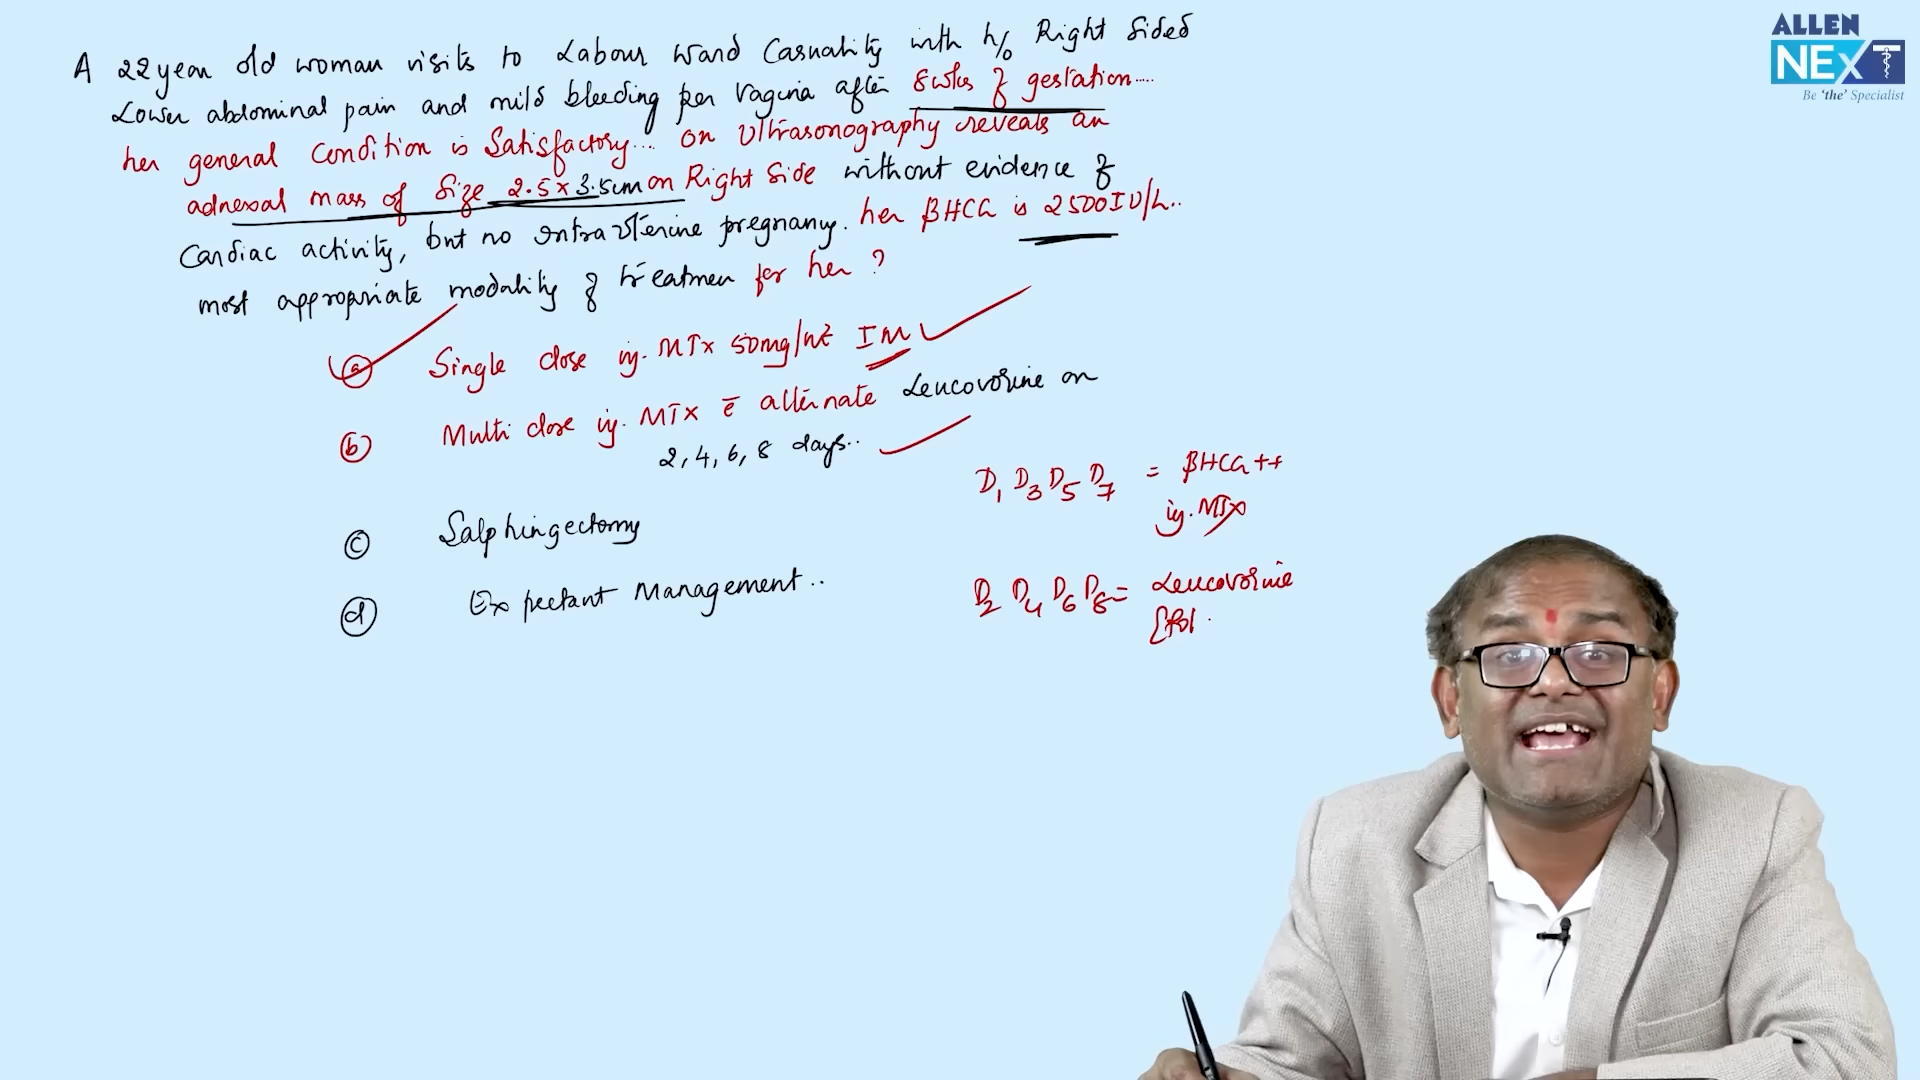 ALLEN
NEXT
Be 'the' Specialist
A 22 year old woman visits to Labour ward Casuality with h/o Right Sided
Lower abdominal pain and mild bleeding per vagina after 8 wks of gestation.....
her general condition is Satisfactory... on Ultrasonography reveals an
adnexal mass of size 2.5 x 3.5cm on Right Side without evidence of
Cardiac activity, but no intrauterine pregnancy. her βHCG is 2500 IU/L..
most appropriate modality of treatmen for her?
(a) Single dose inj. MTx 50mg/m² IM
(b) Multi dose inj. MTx c̄ alternate Leucovorine on
2, 4, 6, 8 days..
(c) Salphingectomy
(d) Expectant Management..
D1 D3 D5 D7 = βHCG ++
inj. MTx
D2 D4 D6 D8 = Leucovorine
[fol.